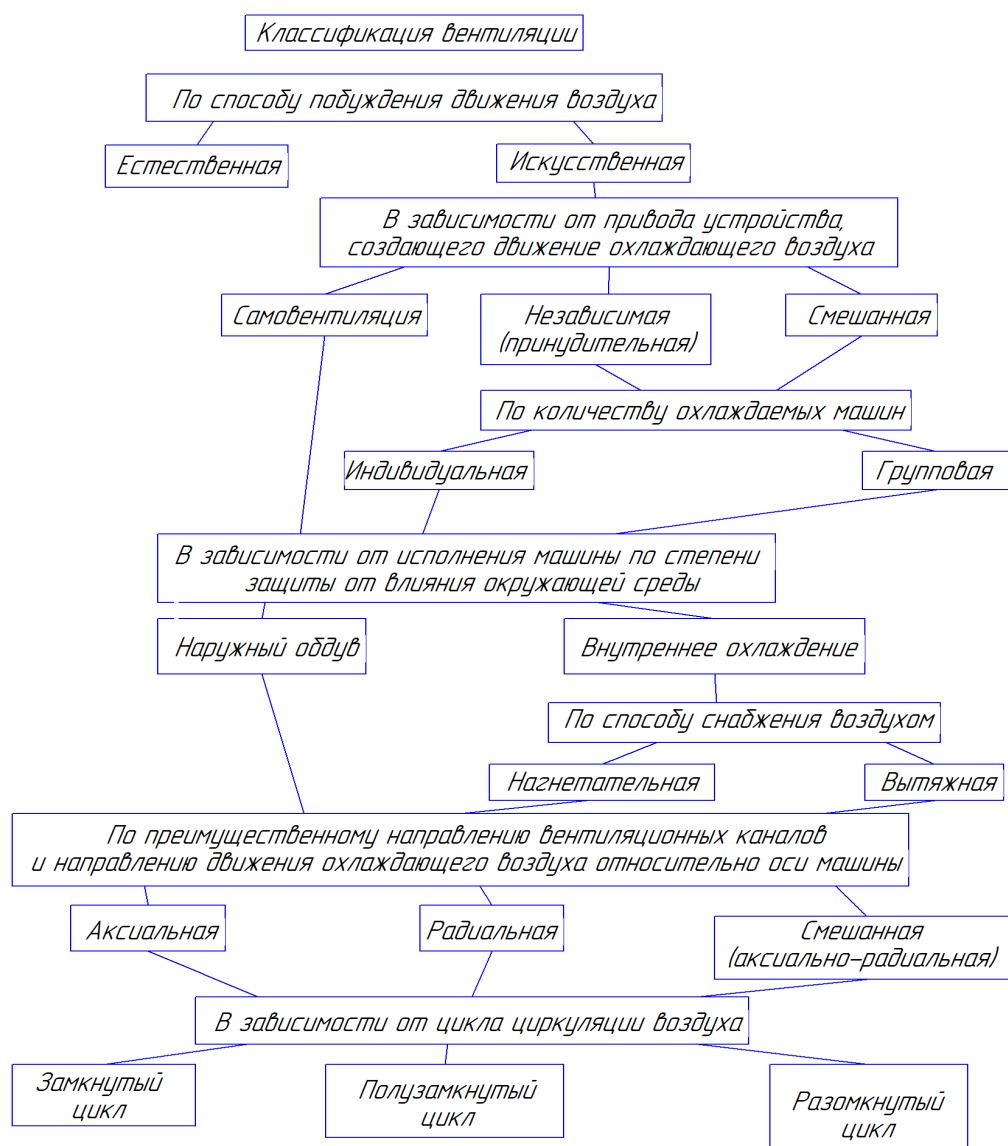 Классификация вентиляции
По способу побуждения движения воздуха
Естественная
Искусственная
В зависимости от привода устройства,
создающего движение охлаждающего воздуха
Самовентиляция
Независимая
(принудительная)
Смешанная
По количеству охлаждаемых машин
Индивидуальная
Групповая
В зависимости от исполнения машины по степени
защиты от влияния окружающей среды
Наружный обдув
Внутреннее охлаждение
По способу снабжения воздухом
Нагнетательная
Вытяжная
По преимущественному направлению вентиляционных каналов
и направлению движения охлаждающего воздуха относительно оси машины
Аксиальная
Радиальная
Смешанная
(аксиально-радиальная)
В зависимости от цикла циркуляции воздуха
Замкнутый
цикл
Полузамкнутый
цикл
Разомкнутый
цикл